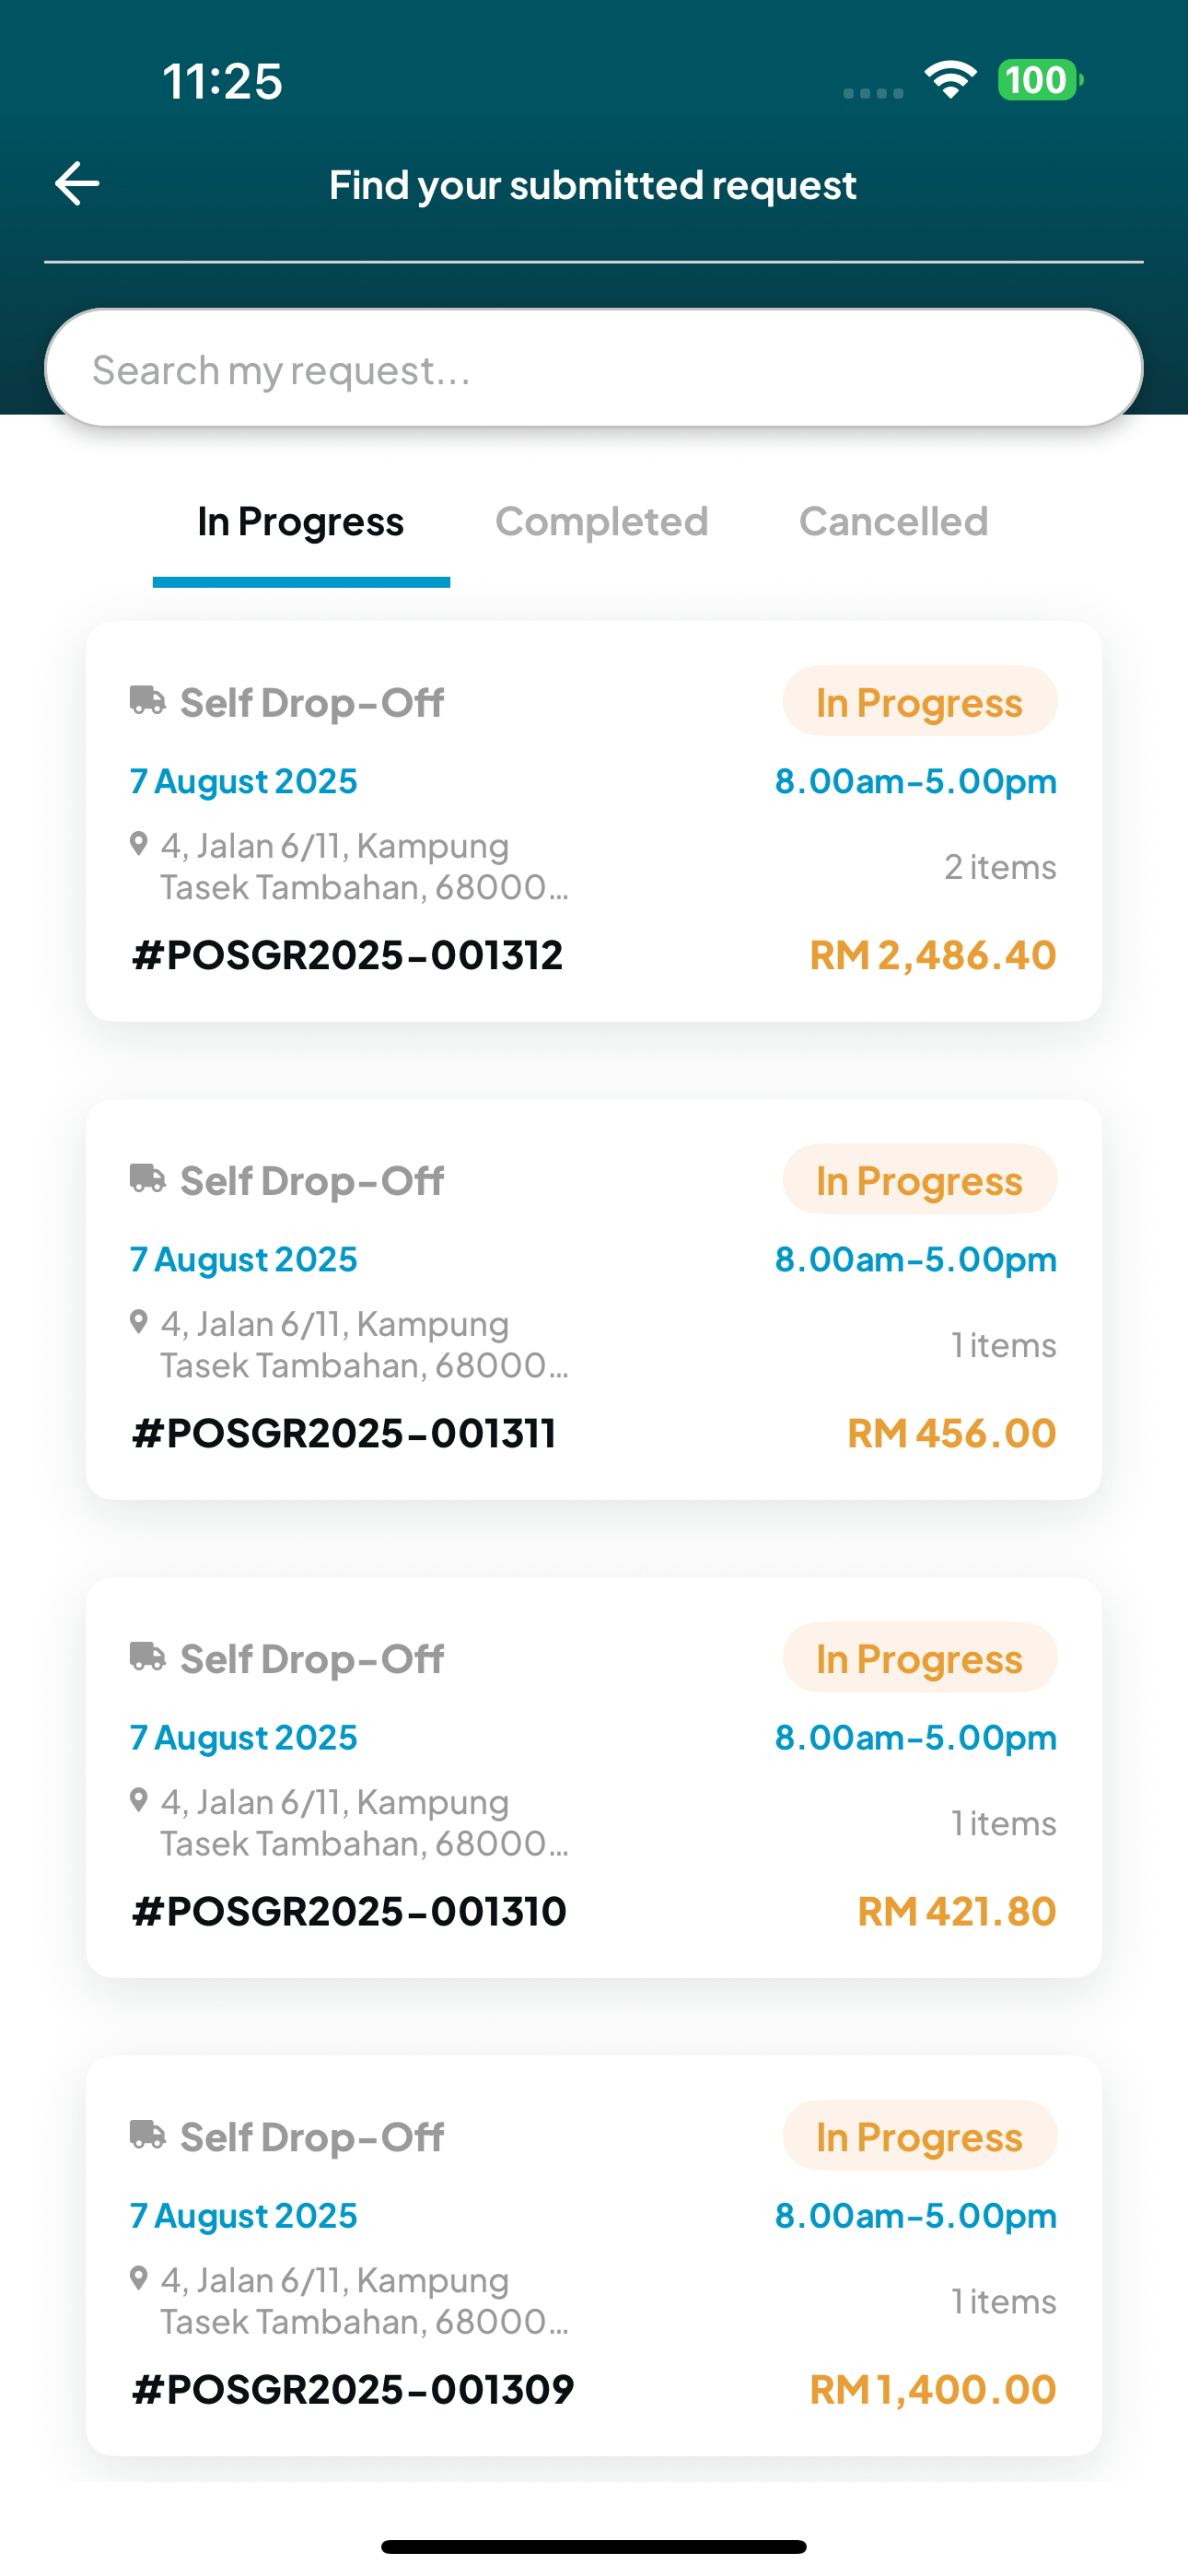 11:25
100
Find your submitted request
Search my request...
In Progress
Completed
Cancelled
Self Drop-Off
In Progress
7 August 2025
8.00am-5.00pm
4, Jalan 6/11, Kampung
Tasek Tambahan, 68000...
2 items
#POSGR2025-001312
RM 2,486.40
Self Drop-Off
In Progress
7 August 2025
8.00am-5.00pm
4, Jalan 6/11, Kampung
Tasek Tambahan, 68000...
1 items
#POSGR2025-001311
RM 456.00
Self Drop-Off
In Progress
7 August 2025
8.00am-5.00pm
4, Jalan 6/11, Kampung
Tasek Tambahan, 68000...
1 items
#POSGR2025-001310
RM 421.80
Self Drop-Off
In Progress
7 August 2025
8.00am-5.00pm
4, Jalan 6/11, Kampung
Tasek Tambahan, 68000...
1 items
#POSGR2025-001309
RM 1,400.00